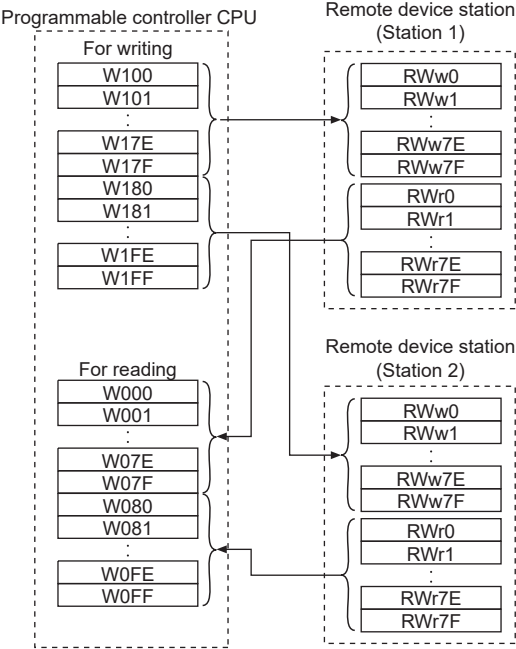 Programmable controller CPU
For writing
W100
W101
⋮
W17E
W17F
W180
W181
⋮
W1FE
W1FF
For reading
W000
W001
⋮
W07E
W07F
W080
W081
⋮
W0FE
W0FF
Remote device station
(Station 1)
RWw0
RWw1
⋮
RWw7E
RWw7F
RWr0
RWr1
⋮
RWr7E
RWr7F
Remote device station
(Station 2)
RWw0
RWw1
⋮
RWw7E
RWw7F
RWr0
RWr1
⋮
RWr7E
RWr7F